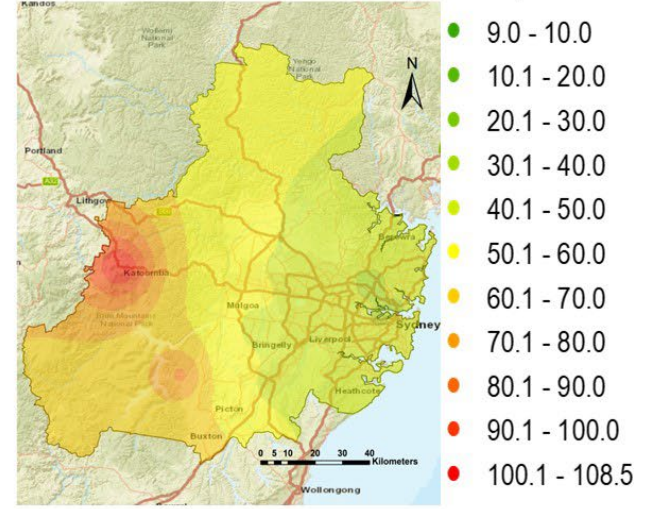 Kandos
Wollemi
National
Park
Yengo
National
Park
N
Portland
A32
Lithgow
Berowra
Katoomba
Blue Mountains
National Park
Mulgoa
Sydney
Bringelly
Liverpool
Heathcote
Picton
Buxton
0 5 10 20 30 40
Kilometers
Wollongong
9.0 - 10.0
10.1 - 20.0
20.1 - 30.0
30.1 - 40.0
40.1 - 50.0
50.1 - 60.0
60.1 - 70.0
70.1 - 80.0
80.1 - 90.0
90.1 - 100.0
100.1 - 108.5